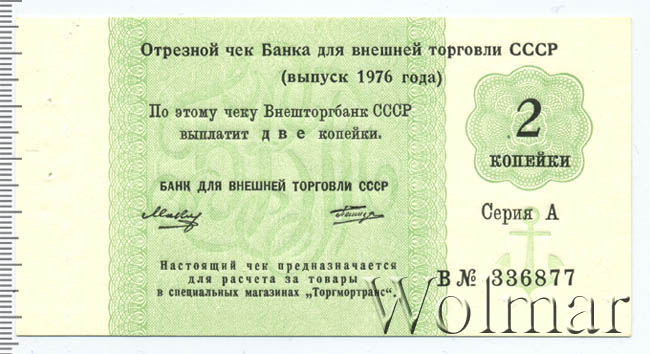 Отрезной чек Банка для внешней торговли СССР
(выпуск 1976 года)
По этому чеку Внешторгбанк СССР
выплатит две копейки.
2
КОПЕЙКИ
БАНК ДЛЯ ВНЕШНЕЙ ТОРГОВЛИ СССР
Серия А
Настоящий чек предназначается
для расчета за товары
в специальных магазинах „Торгмортранс".
В № 336877
Wolmar